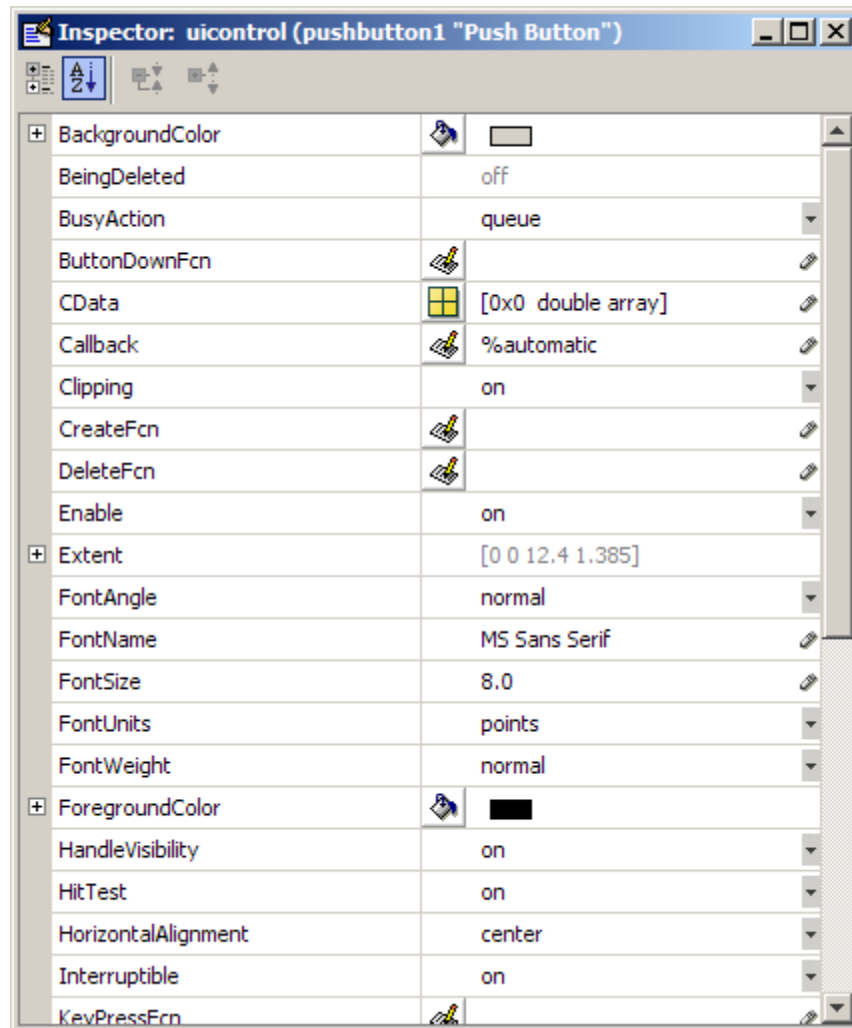 Inspector: uicontrol (pushbutton1 "Push Button")
BackgroundColor
BeingDeleted off
BusyAction queue
ButtonDownFcn
CData [0x0 double array]
Callback %automatic
Clipping on
CreateFcn
DeleteFcn
Enable on
Extent [0 0 12.4 1.385]
FontAngle normal
FontName MS Sans Serif
FontSize 8.0
FontUnits points
FontWeight normal
ForegroundColor
HandleVisibility on
HitTest on
HorizontalAlignment center
Interruptible on
KeyPressFcn